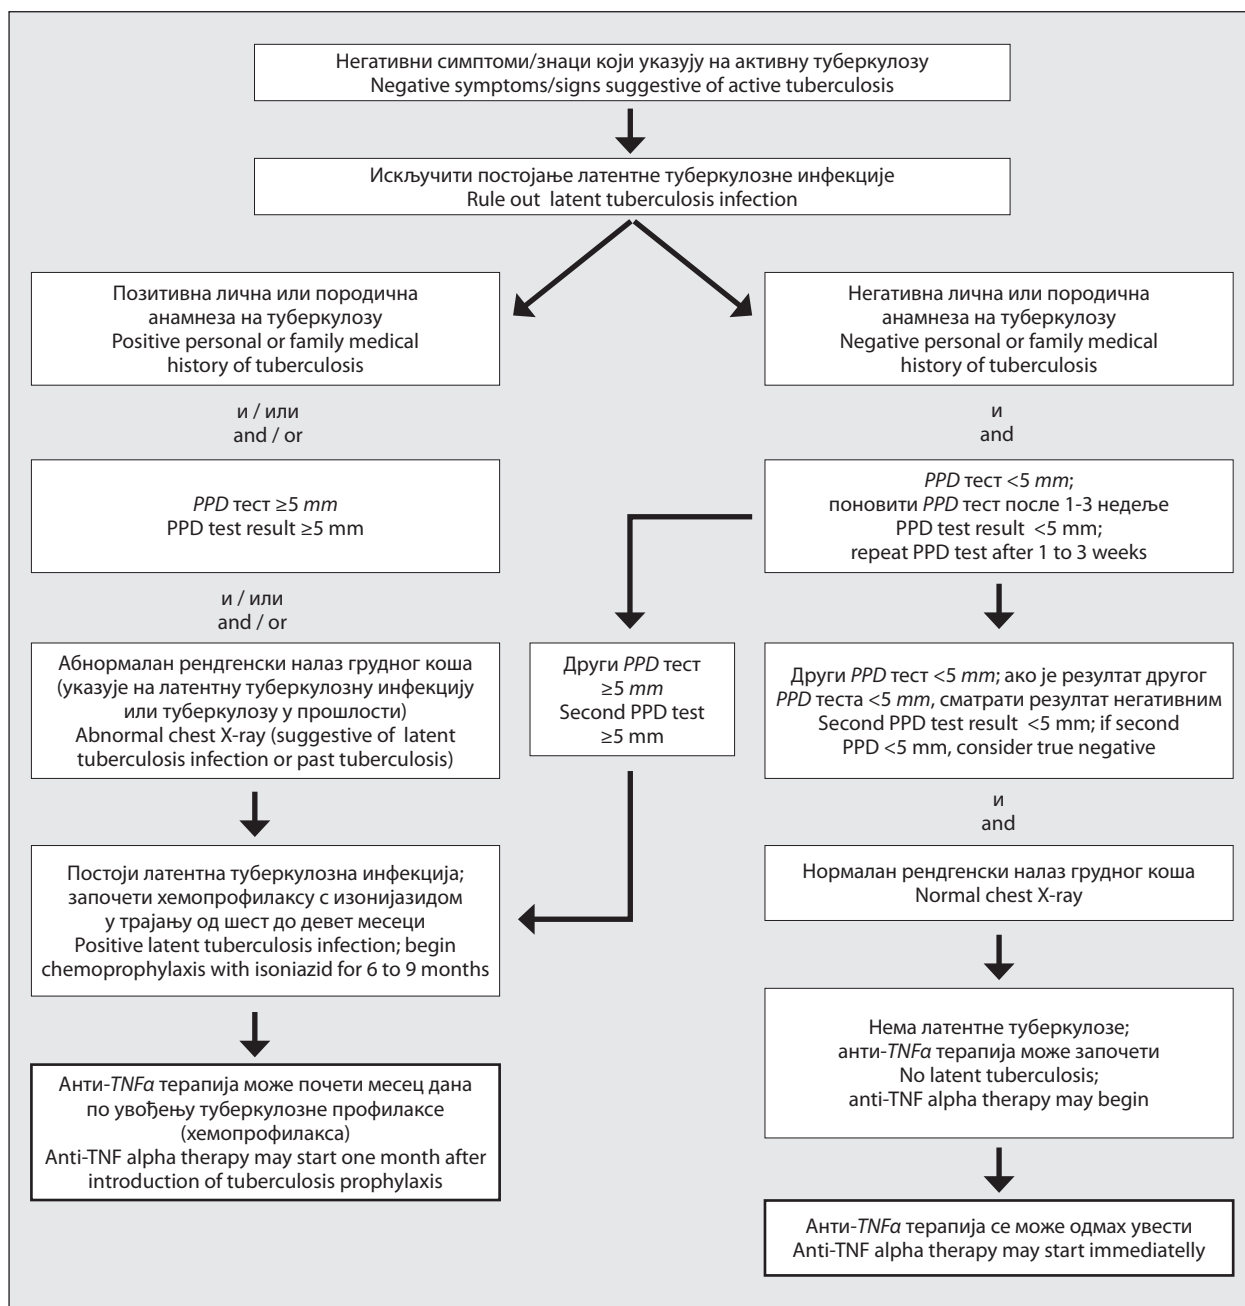 Негативни симптоми/знаци који указују на активну туберкулозу
Negative symptoms/signs suggestive of active tuberculosis
Искључити постојање латентне туберкулозне инфекције
Rule out latent tuberculosis infection
Позитивна лична или породична
анамнеза на туберкулозу
Positive personal or family medical
history of tuberculosis
и / или
and / or
PPD тест ≥5 mm
PPD test result ≥5 mm
и / или
and / or
Абнормалан рендгенски налаз грудног коша
(указује на латентну туберкулозну инфекцију
или туберкулозу у прошлости)
Abnormal chest X-ray (suggestive of latent
tuberculosis infection or past tuberculosis)
Постоји латентна туберкулозна инфекција;
започети хемопрофилаксу с изонијазидом
у трајању од шест до девет месеци
Positive latent tuberculosis infection; begin
chemoprophylaxis with isoniazid for 6 to 9 months
Анти-TNFα терапија може почети месец дана
по увођењу туберкулозне профилаксе
(хемопрофилакса)
Anti-TNF alpha therapy may start one month after
introduction of tuberculosis prophylaxis
Други PPD тест
≥5 mm
Second PPD test
≥5 mm
Негативна лична или породична
анамнеза на туберкулозу
Negative personal or family medical
history of tuberculosis
и
and
PPD тест <5 mm;
поновити PPD тест после 1-3 недеље
PPD test result <5 mm;
repeat PPD test after 1 to 3 weeks
Други PPD тест <5 mm; ако је резултат другог
PPD теста <5 mm, сматрати резултат негативним
Second PPD test result <5 mm; if second
PPD <5 mm, consider true negative
и
and
Нормалан рендгенски налаз грудног коша
Normal chest X-ray
Нема латентне туберкулозе;
анти-TNFα терапија може започети
No latent tuberculosis;
anti-TNF alpha therapy may begin
Анти-TNFα терапија се може одмах увести
Anti-TNF alpha therapy may start immediatelly